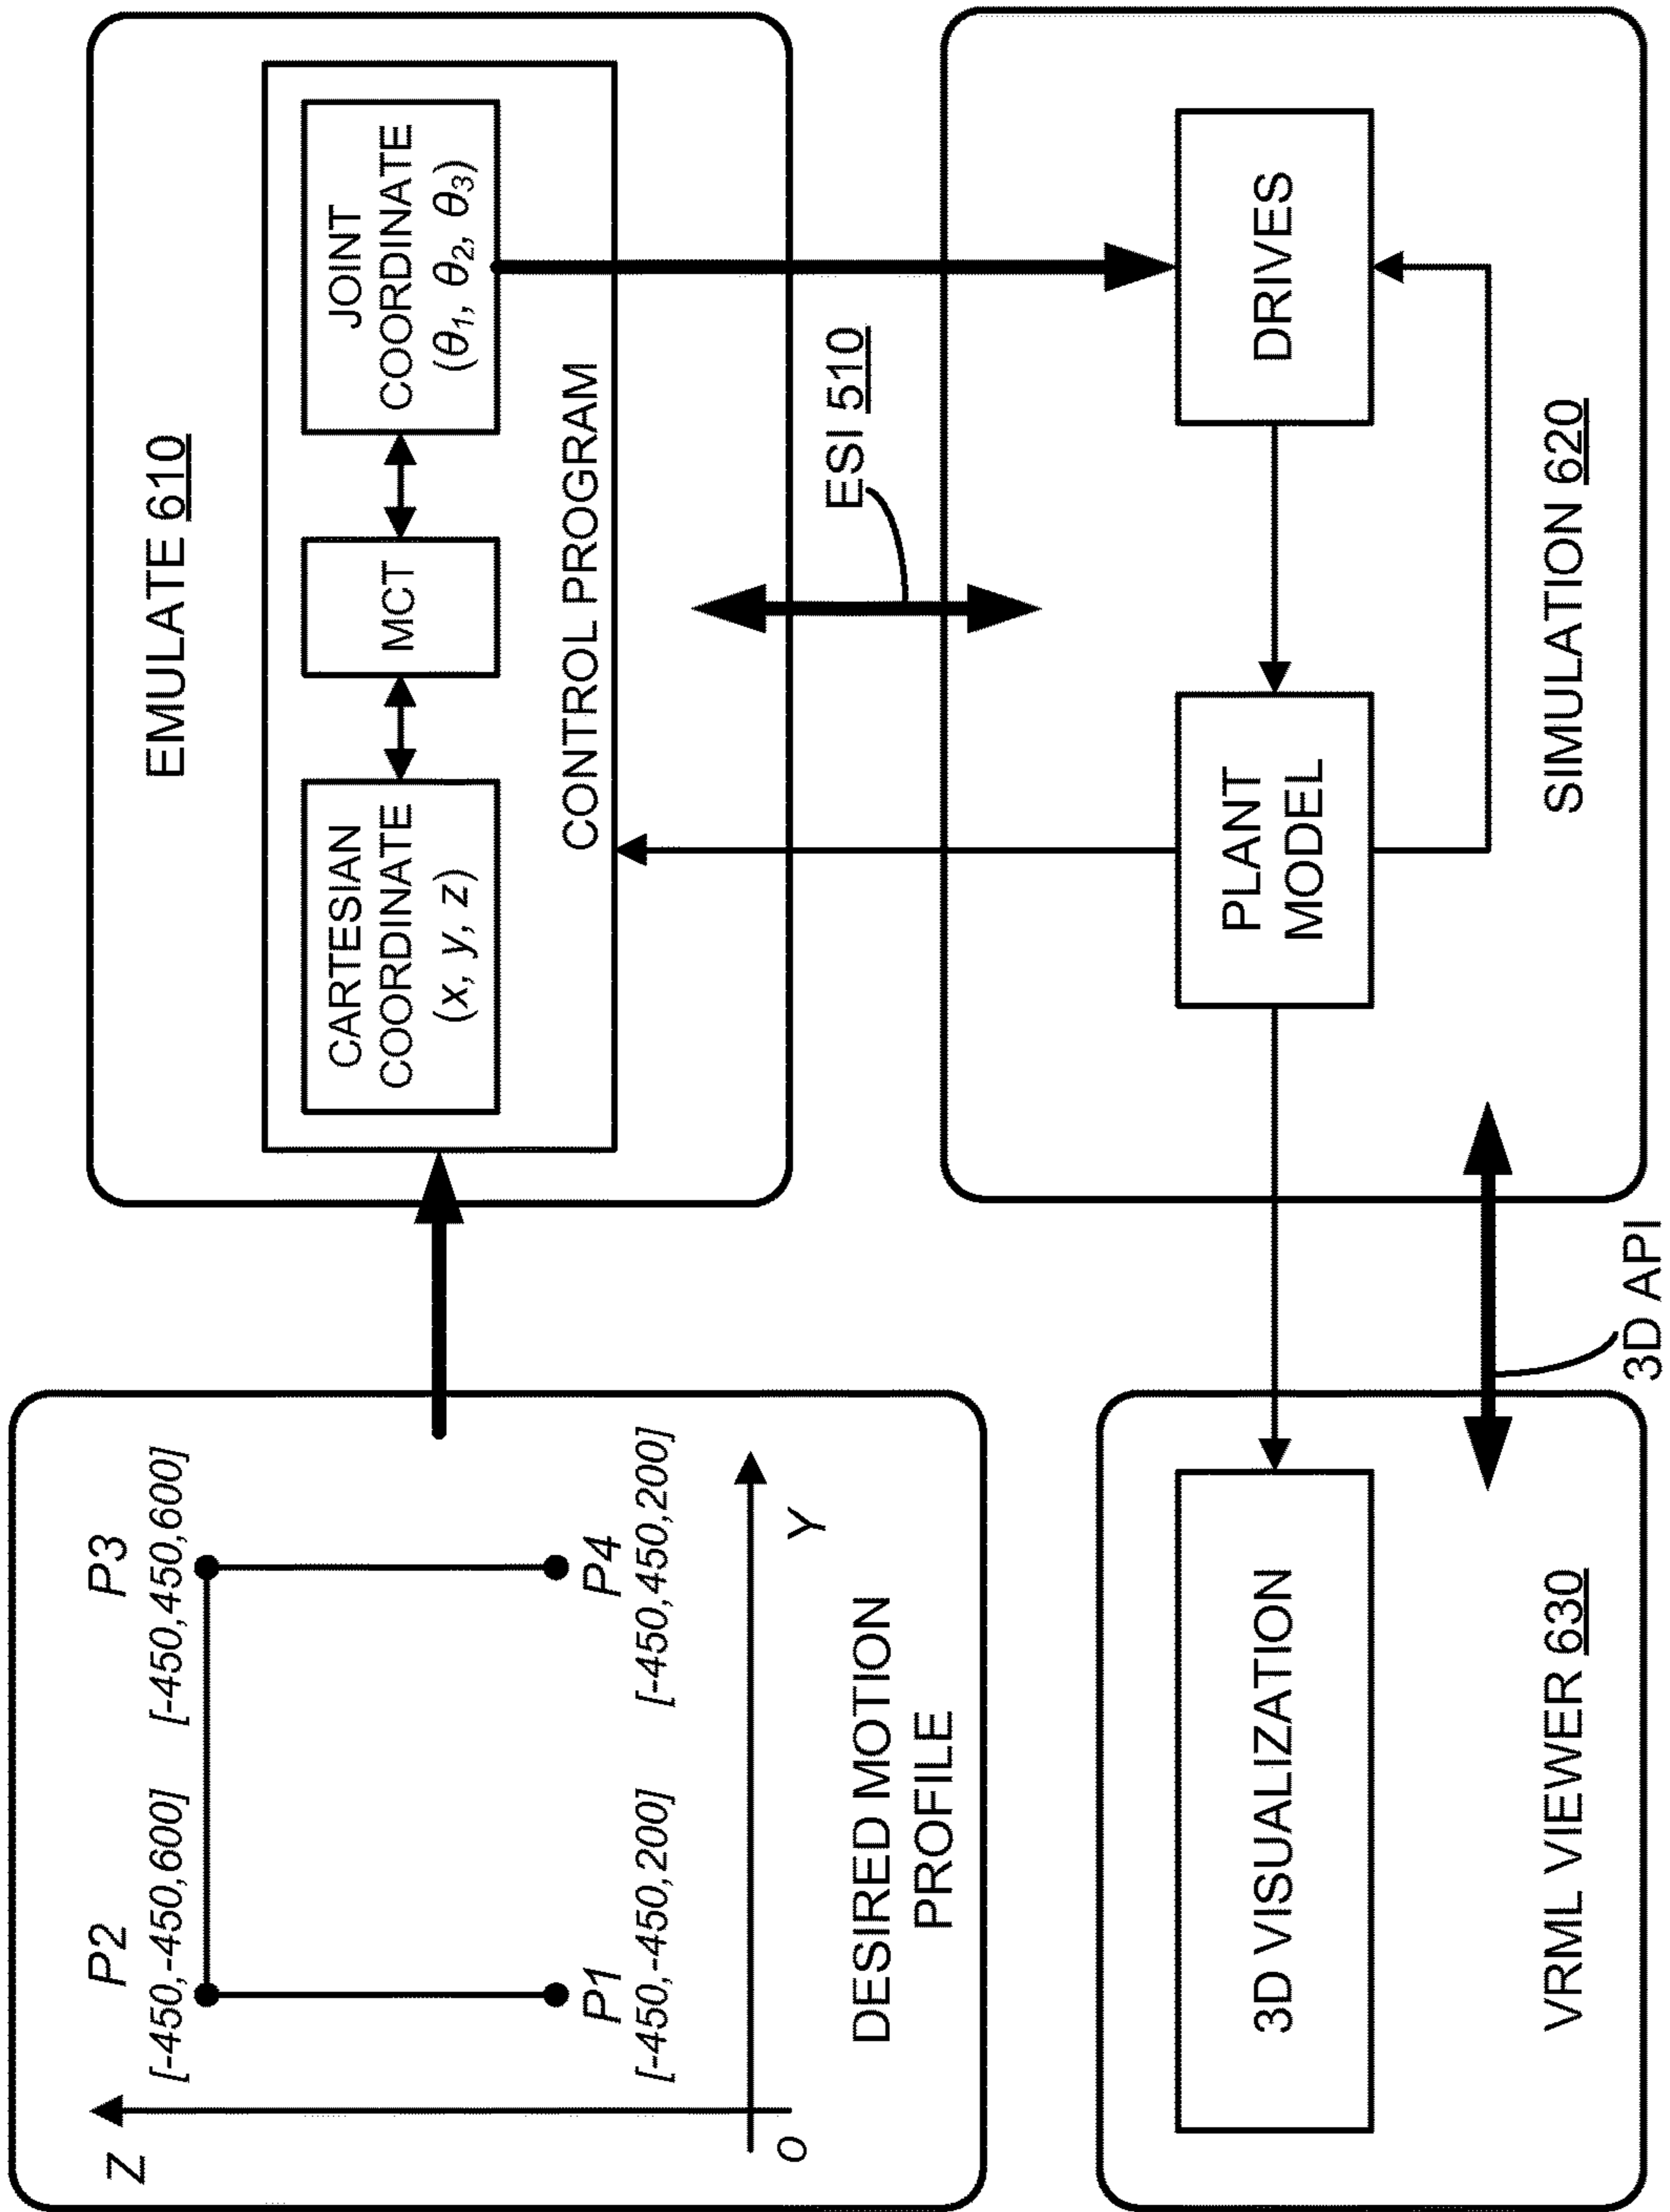 Z
P2
[-450,-450,600]
P3
[-450,450,600]
P1
[-450,-450,200]
P4
[-450,450,200]
O
Y
DESIRED MOTION
PROFILE
EMULATE 610
CARTESIAN
COORDINATE
(x, y, z)
MCT
JOINT
COORDINATE
(θ1, θ2, θ3)
CONTROL PROGRAM
ESI 510
3D VISUALIZATION
VRML VIEWER 630
3D API
PLANT
MODEL
DRIVES
SIMULATION 620